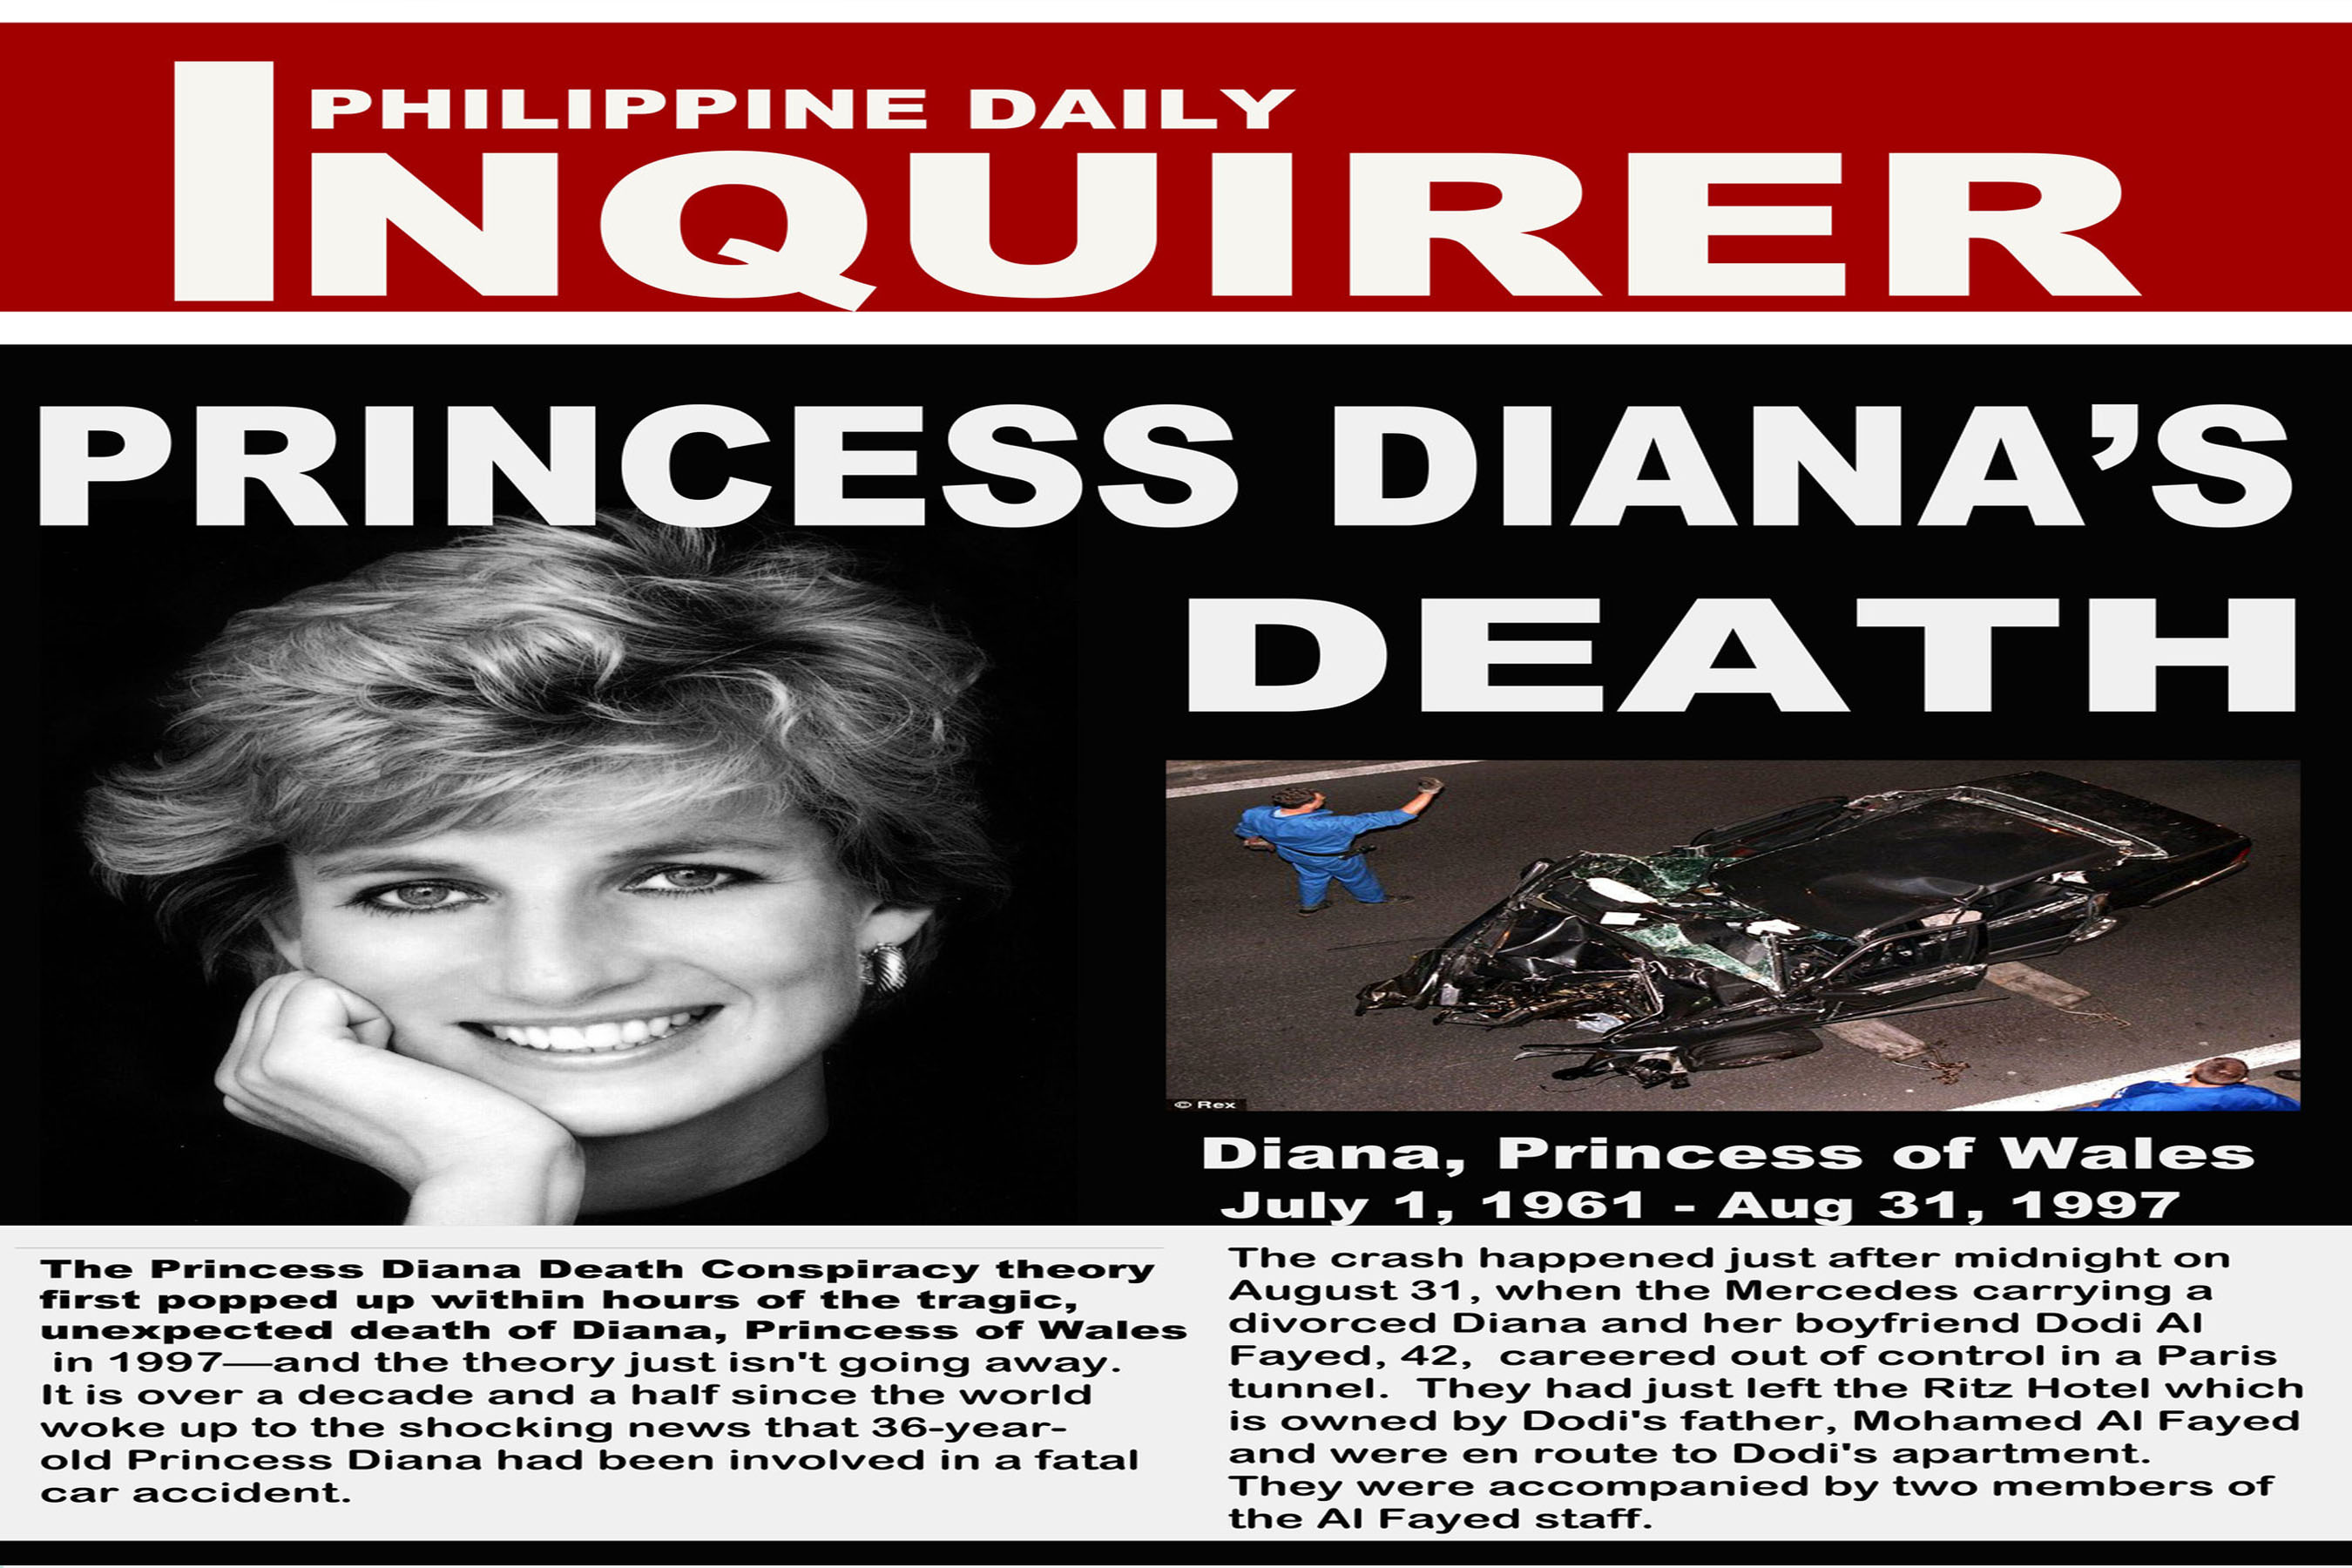 PHILIPPINE DAILY
INQUIRER
PRINCESS DIANA’S
DEATH
© Rex
Diana, Princess of Wales
July 1, 1961 - Aug 31, 1997
The Princess Diana Death Conspiracy theory
first popped up within hours of the tragic,
unexpected death of Diana, Princess of Wales
in 1997—and the theory just isn't going away.
It is over a decade and a half since the world
woke up to the shocking news that 36-year-
old Princess Diana had been involved in a fatal
car accident.
The crash happened just after midnight on
August 31, when the Mercedes carrying a
divorced Diana and her boyfriend Dodi Al
Fayed, 42, careered out of control in a Paris
tunnel. They had just left the Ritz Hotel which
is owned by Dodi's father, Mohamed Al Fayed
and were en route to Dodi's apartment.
They were accompanied by two members of
the Al Fayed staff.